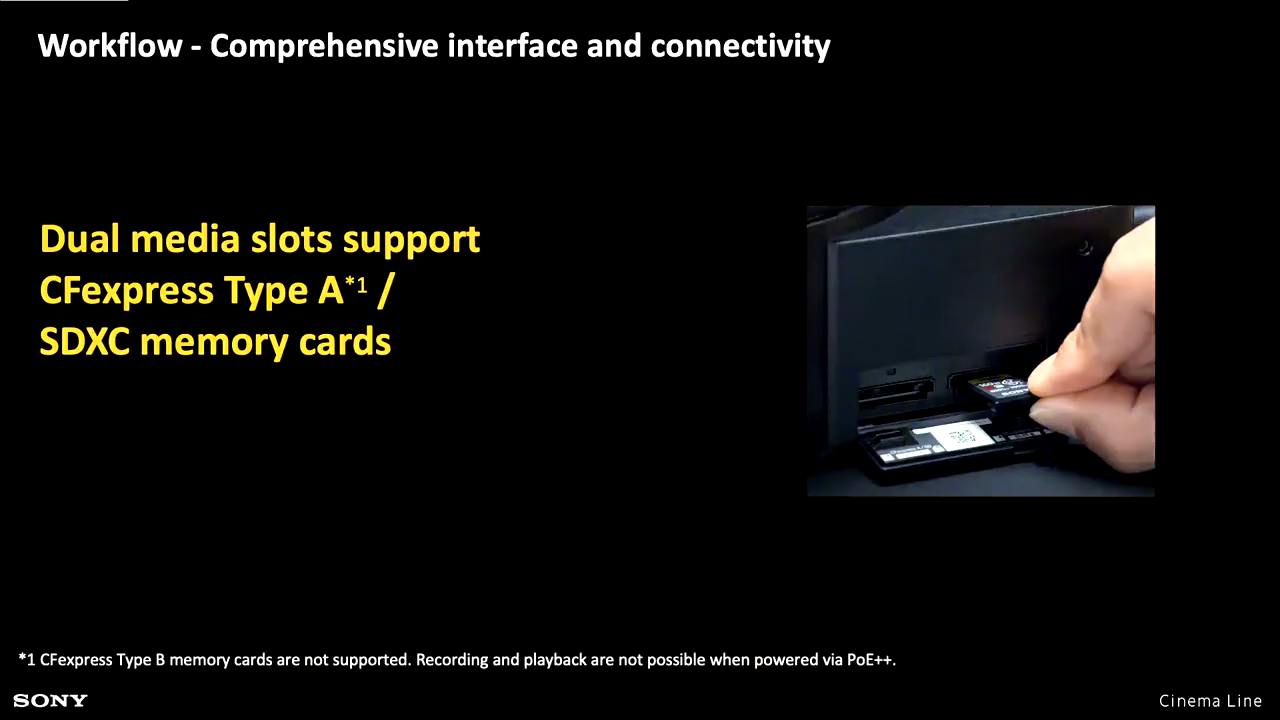 Workflow - Comprehensive interface and connectivity
Dual media slots support
CFexpress Type A*1 /
SDXC memory cards
*1 CFexpress Type B memory cards are not supported. Recording and playback are not possible when powered via PoE++.
SONY
Cinema Line